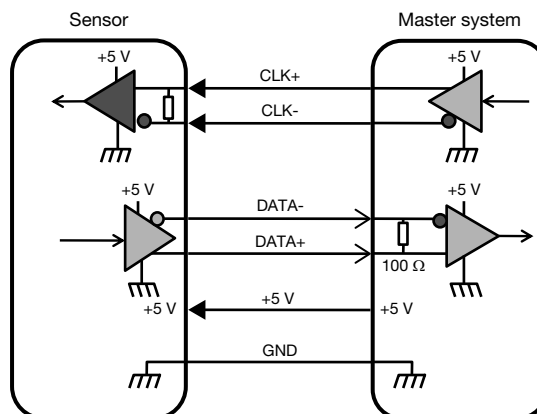 Sensor
Master system
+5 V
CLK+
+5 V
CLK-
+5 V
DATA-
+5 V
DATA+
100 Ω
+5 V
+5 V
+5 V
GND